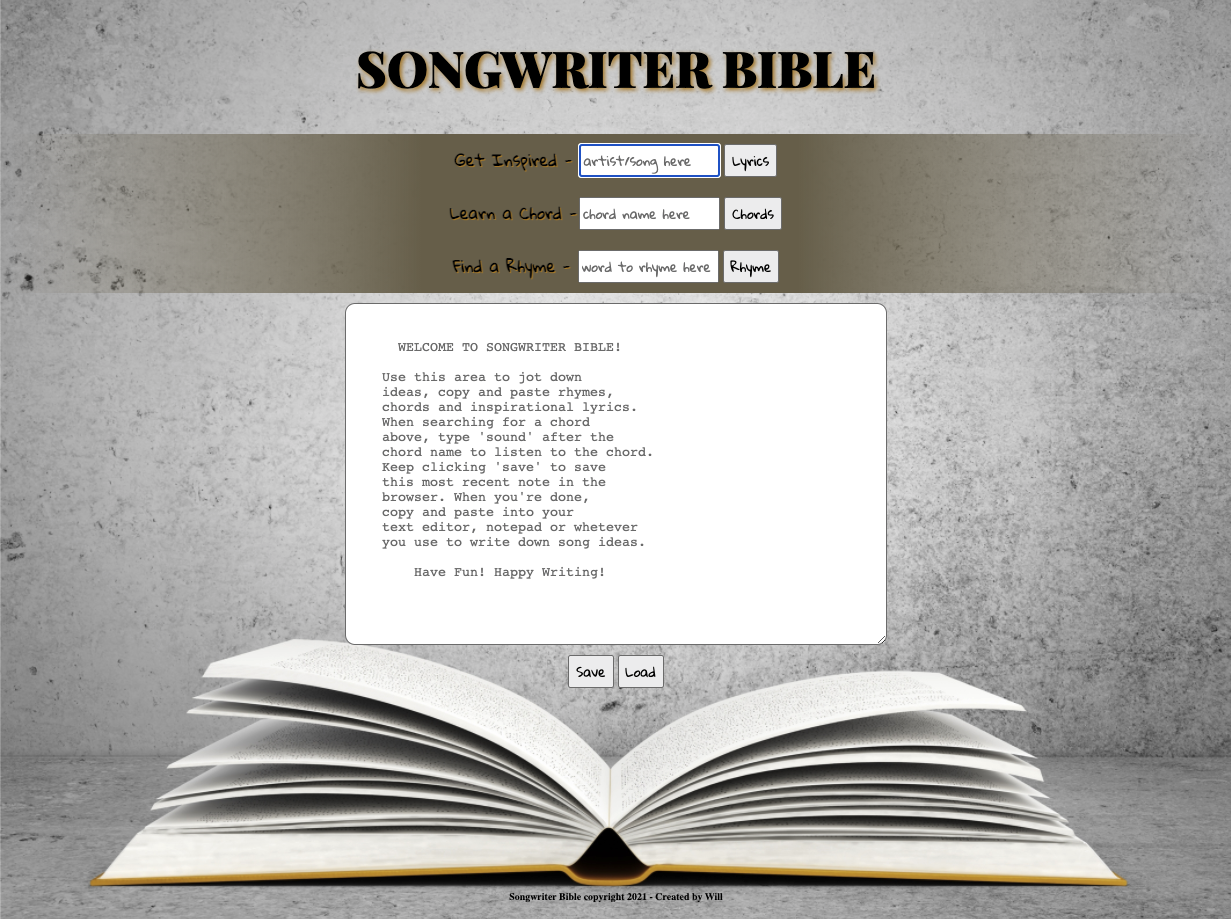 SONGWRITER BIBLE
Get Inspired - artist/song here Lyrics
Learn a Chord - chord name here Chords
Find a Rhyme - word to rhyme here Rhyme
WELCOME TO SONGWRITER BIBLE!
Use this area to jot down
ideas, copy and paste rhymes,
chords and inspirational lyrics.
When searching for a chord
above, type 'sound' after the
chord name to listen to the chord.
Keep clicking 'save' to save
this most recent note in the
browser. When you're done,
copy and paste into your
text editor, notepad or whetever
you use to write down song ideas.
Have Fun! Happy Writing!
Save Load
Songwriter Bible copyright 2021 - Created by Will